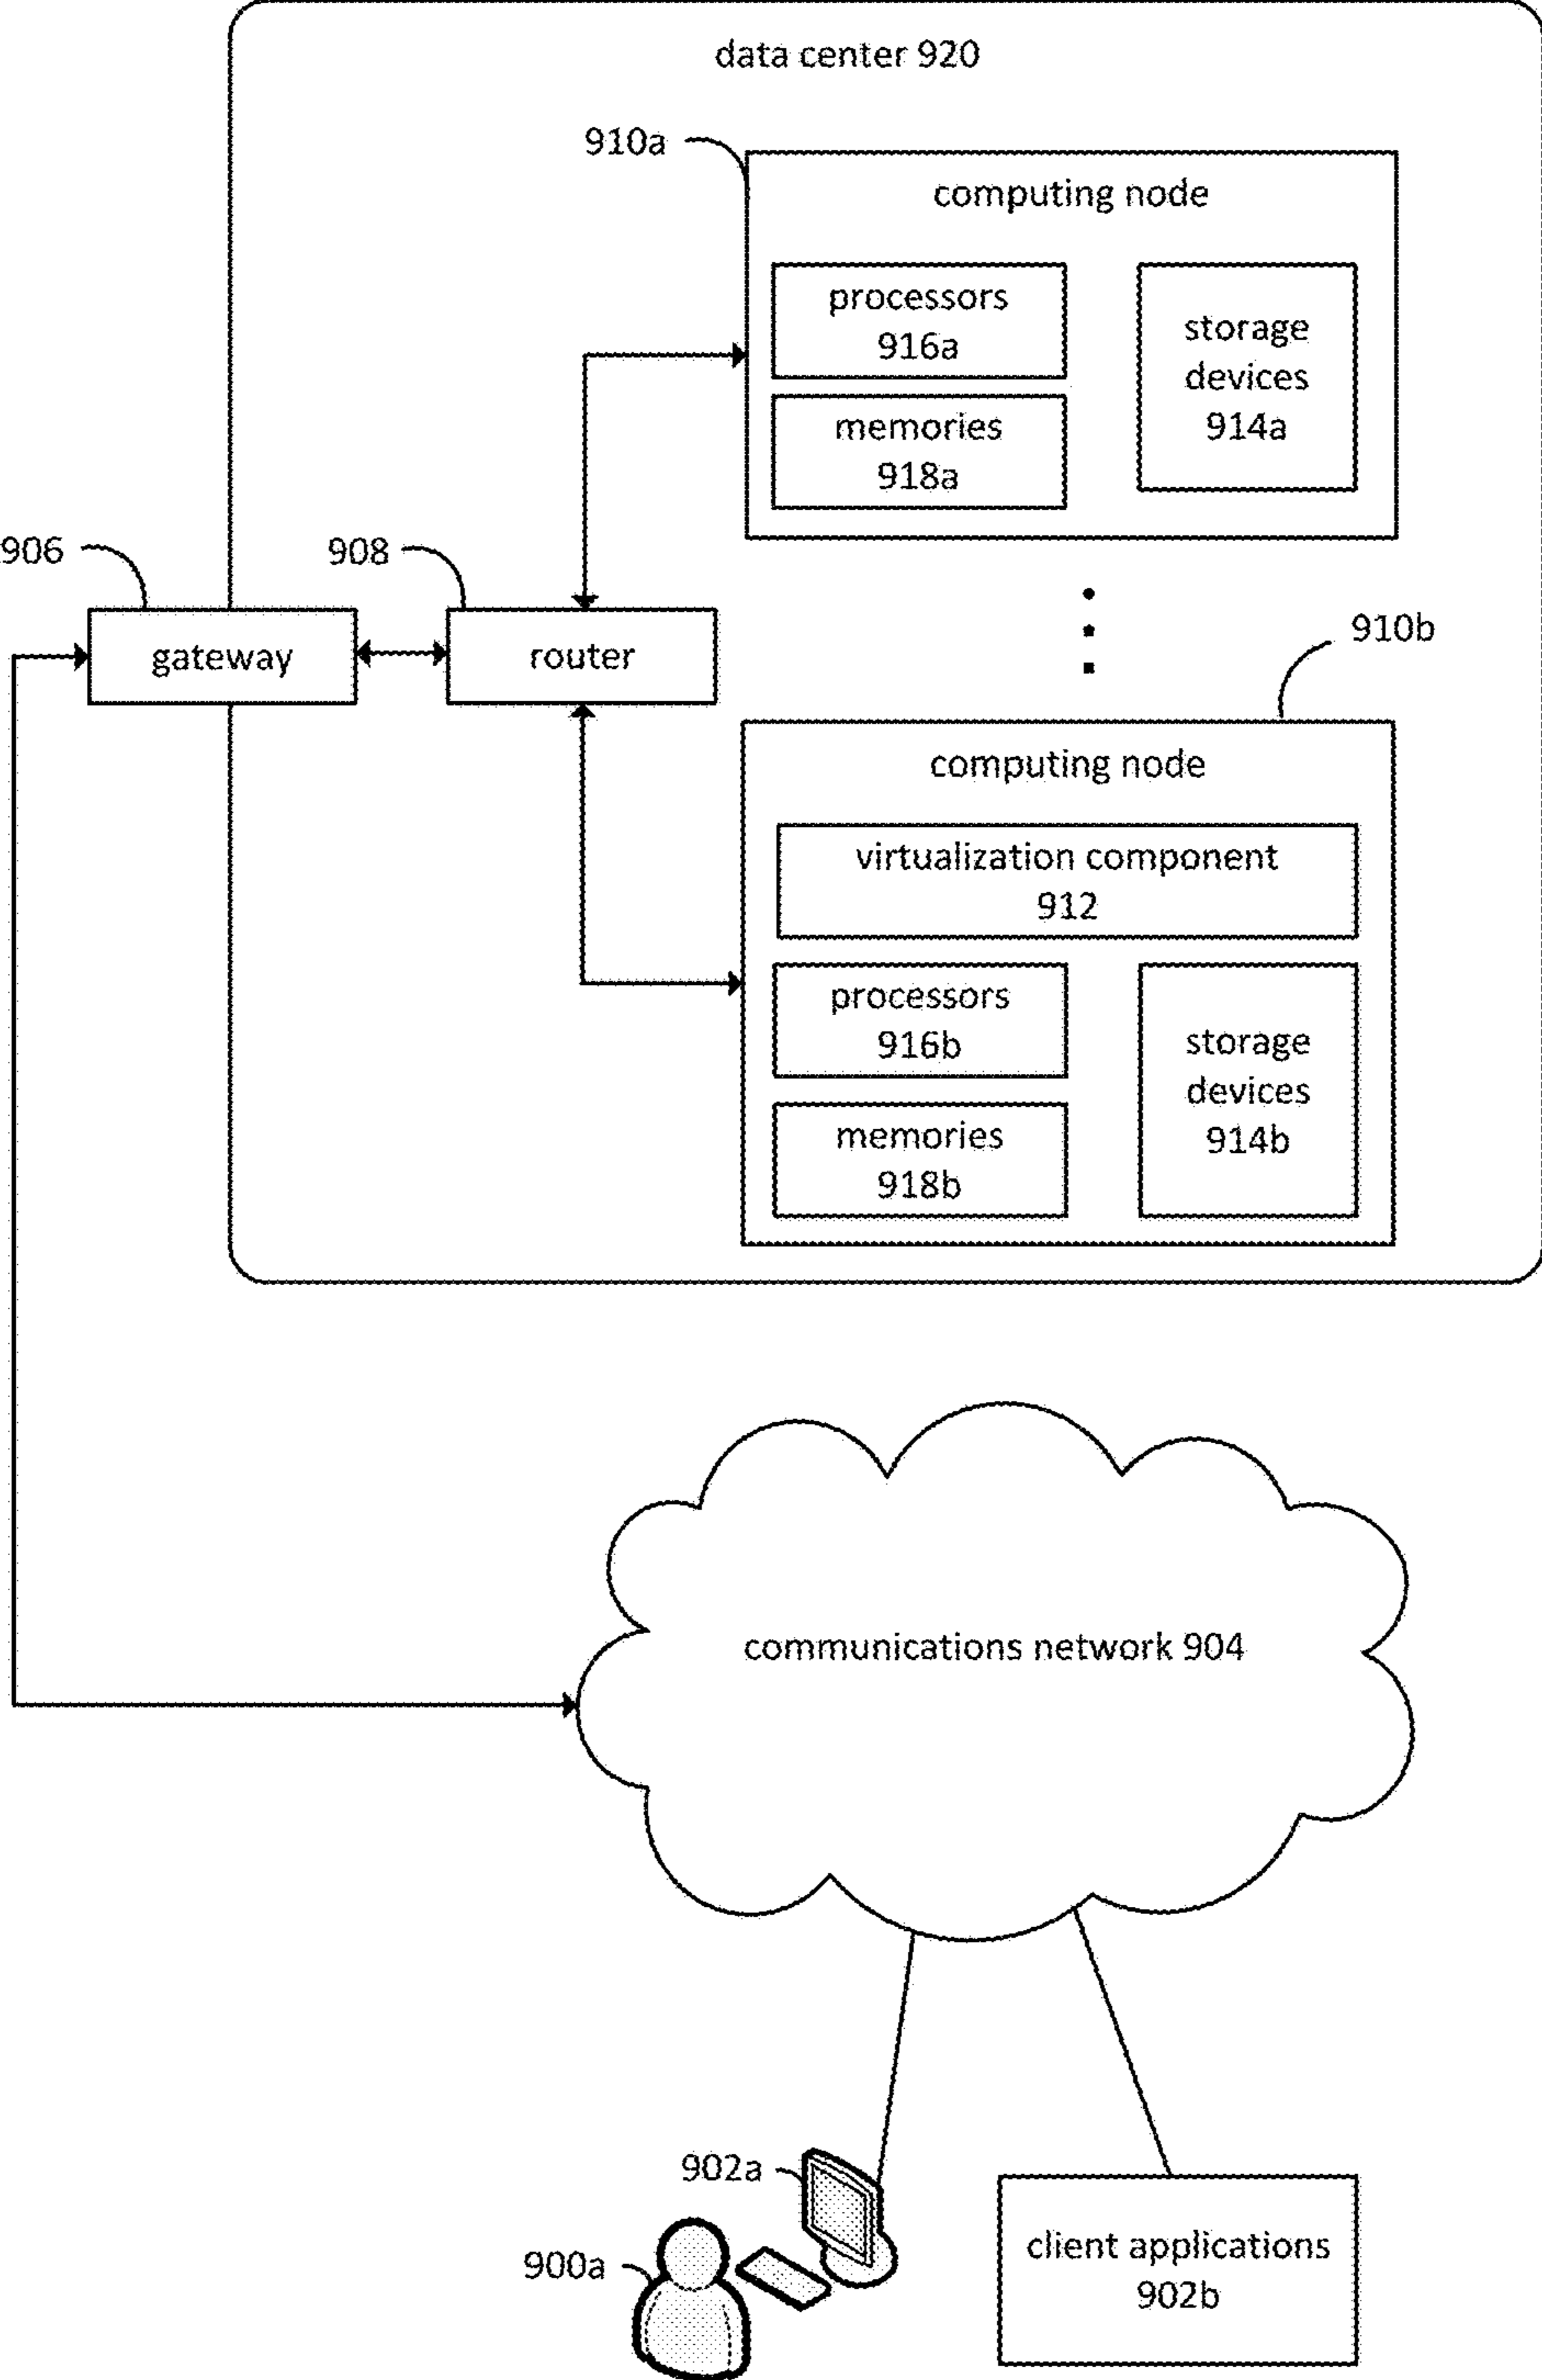 data center 920
910a
computing node
processors
916a
storage
devices
914a
memories
918a
906
908
gateway
router
910b
computing node
virtualization component
912
processors
916b
storage
devices
914b
memories
918b
communications network 904
902a
900a
client applications
902b